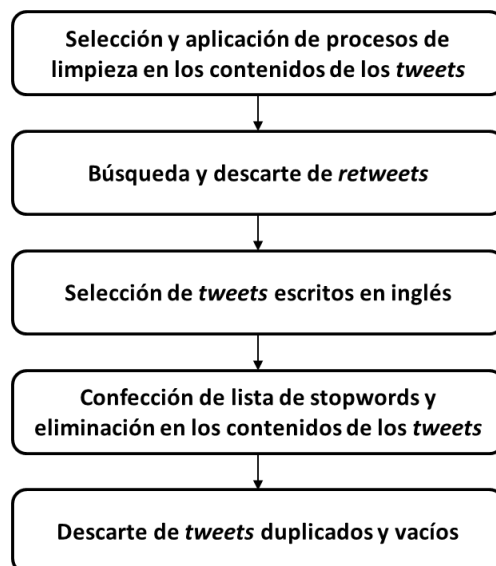 Selección y aplicación de procesos de
limpieza en los contenidos de los tweets
Búsqueda y descarte de retweets
Selección de tweets escritos en inglés
Confección de lista de stopwords y
eliminación en los contenidos de los tweets
Descarte de tweets duplicados y vacíos